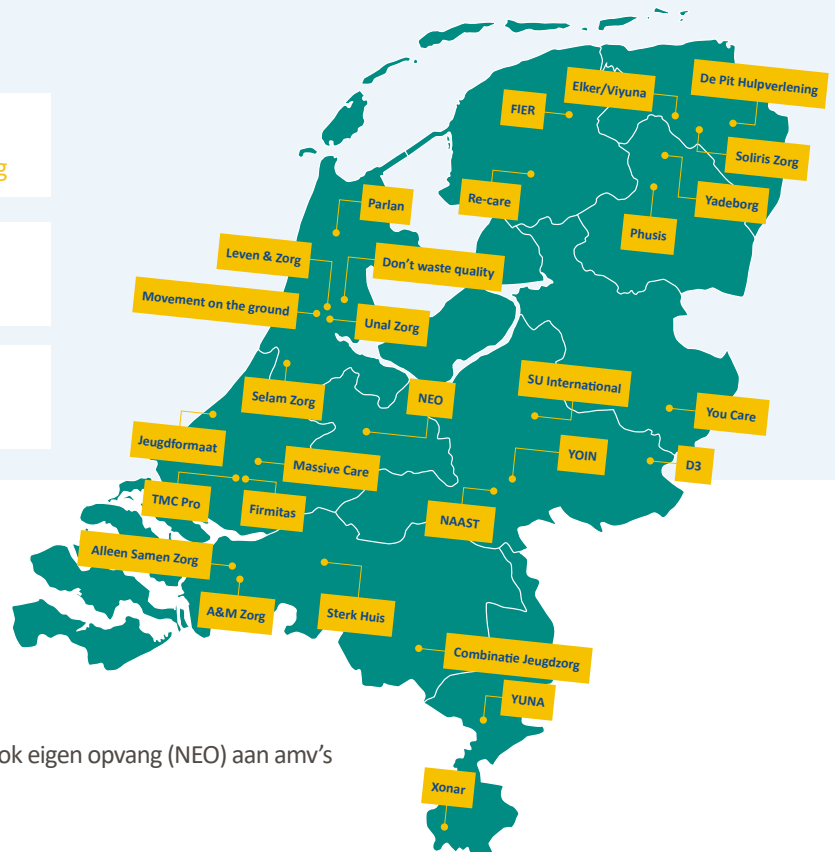 De Pit Hulpverlening
Elker/Viyuna
FIER
Soliris Zorg
g
Re-care
Yadeborg
Parlan
Phusis
Leven & Zorg
Don't waste quality
Movement on the ground
Unal Zorg
SU International
NEO
Selam Zorg
You Care
Jeugdformaat
YOIN
D3
Massive Care
TMC Pro
Firmitas
NAAST
Alleen Samen Zorg
A&M Zorg
Sterk Huis
Combinatie Jeugdzorg
YUNA
ook eigen opvang (NEO) aan amv's
Xonar